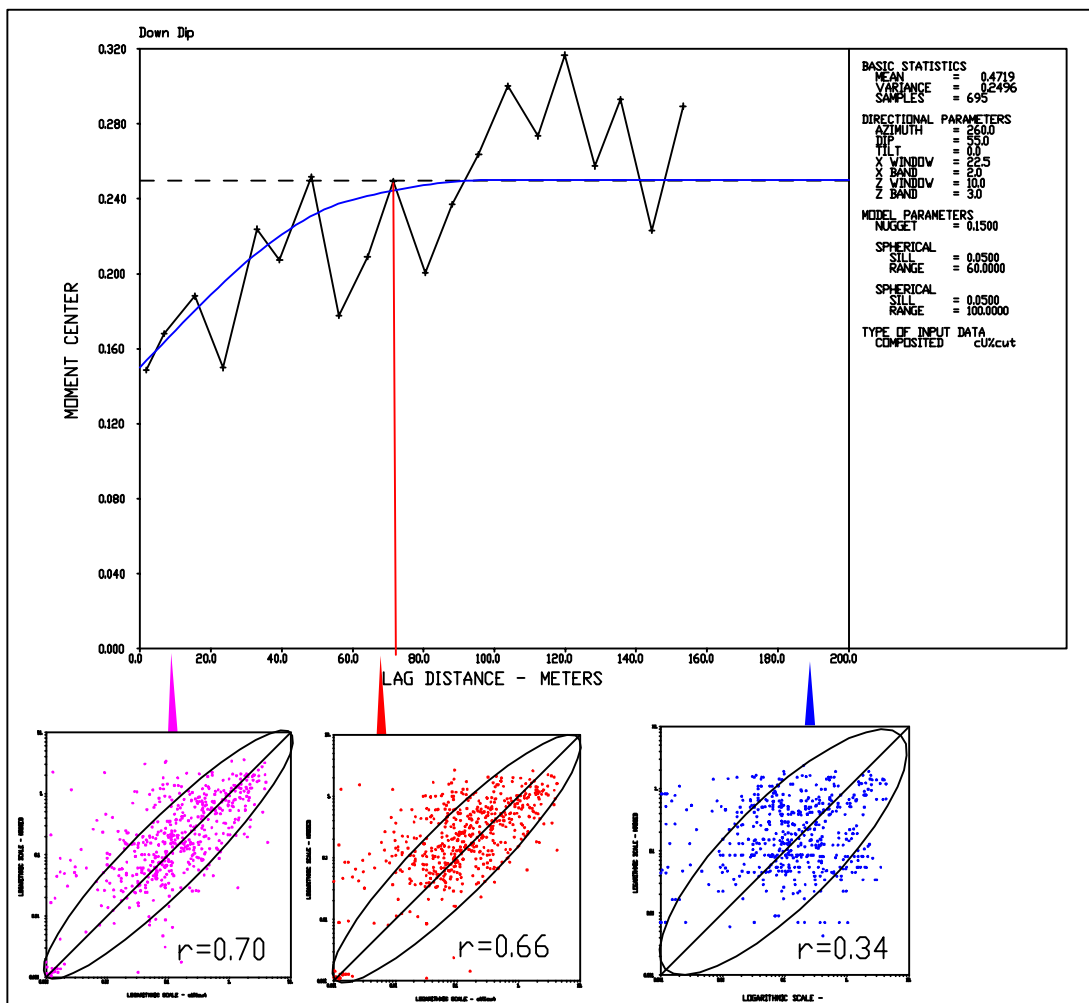 Down Dip
0.320
0.280
0.240
0.200
0.160
0.120
0.080
0.040
0.000
MOMENT CENTER
0.0 20.0 40.0 60.0 80.0 100.0 120.0 140.0 160.0 180.0 200.0
LAG DISTANCE - METERS
BASIC STATISTICS
MEAN = 0.4719
VARIANCE = 0.2496
SAMPLES = 695
DIRECTIONAL PARAMETERS
AZIMUTH = 260.0
DIP = 55.0
TILT = 0.0
X WINDOW = 22.5
X BAND = 2.0
Z WINDOW = 10.0
Z BAND = 3.0
MODEL PARAMETERS
NUGGET = 0.1500
SPHERICAL
SILL = 0.0500
RANGE = 60.0000
SPHERICAL
SILL = 0.0500
RANGE = 100.0000
TYPE OF INPUT DATA
COMPOSITED cU%cut
r=0.70
LOGARITHMIC SCALE -
r=0.66
LOGARITHMIC SCALE -
r=0.34
LOGARITHMIC SCALE -